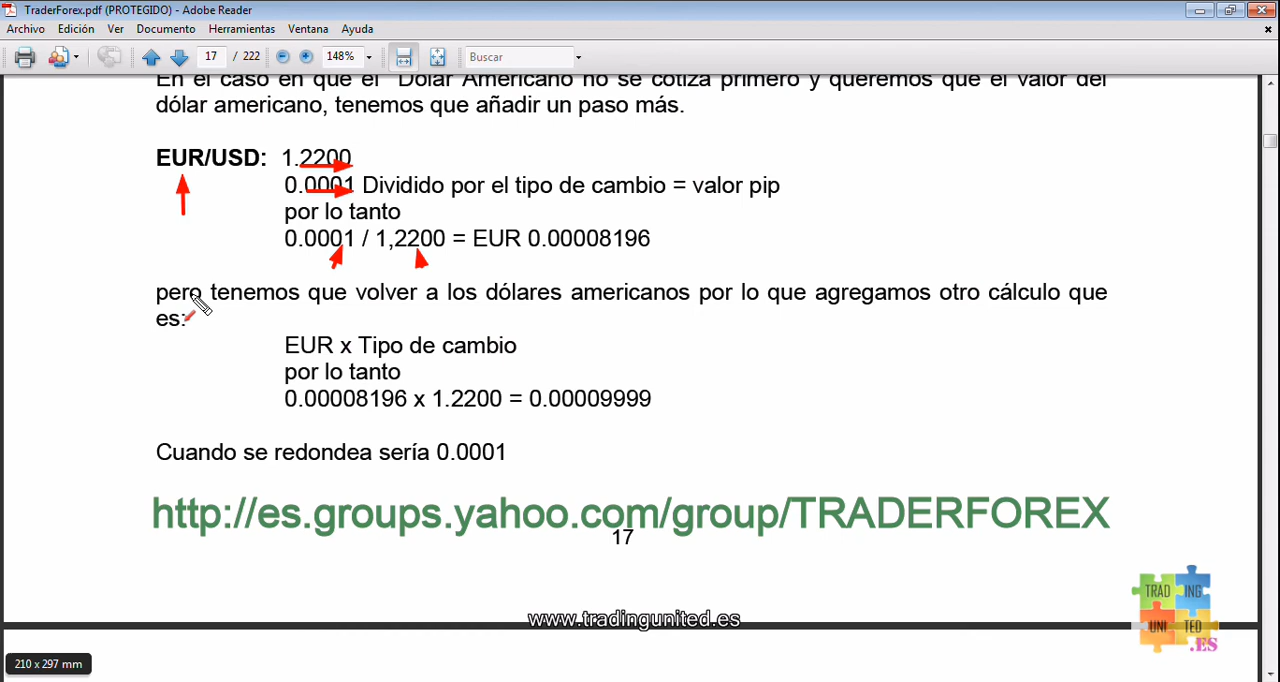 TraderForex.pdf (PROTEGIDO) - Adobe Reader
Archivo Edición Ver Documento Herramientas Ventana Ayuda
17 / 222 148% Buscar
En el caso en que el Dólar Americano no se cotiza primero y queremos que el valor del
dólar americano, tenemos que añadir un paso más.
EUR/USD: 1.2200
0.0001 Dividido por el tipo de cambio = valor pip
por lo tanto
0.0001 / 1,2200 = EUR 0.00008196
pero tenemos que volver a los dólares americanos por lo que agregamos otro cálculo que
es:
EUR x Tipo de cambio
por lo tanto
0.00008196 x 1.2200 = 0.00009999
Cuando se redondea sería 0.0001
http://es.groups.yahoo.com/group/TRADERFOREX
17
www.tradingunited.es
TRAD ING
UNI TED
.ES
210 x 297 mm